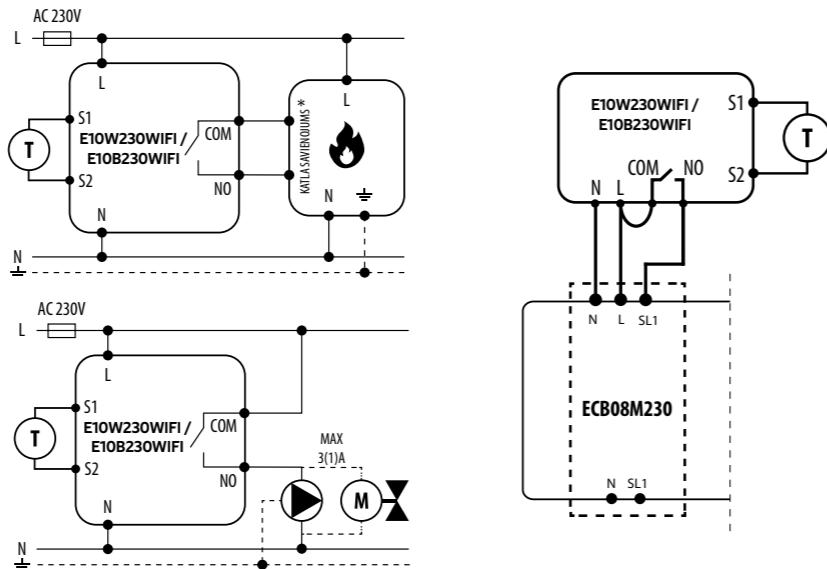 AC 230V
L
L
S1
E10W230WIFI /
E10B230WIFI
COM
T
S2
NO
N
KATLA SAVIENOJUMS *
L
N
N
AC 230V
L
L
S1
E10W230WIFI /
E10B230WIFI
COM
T
S2
NO
N
MAX
3(1)A
M
N
E10W230WIFI /
E10B230WIFI
S1
T
S2
COM
NO
N
L
N
L
SL1
ECB08M230
N
SL1